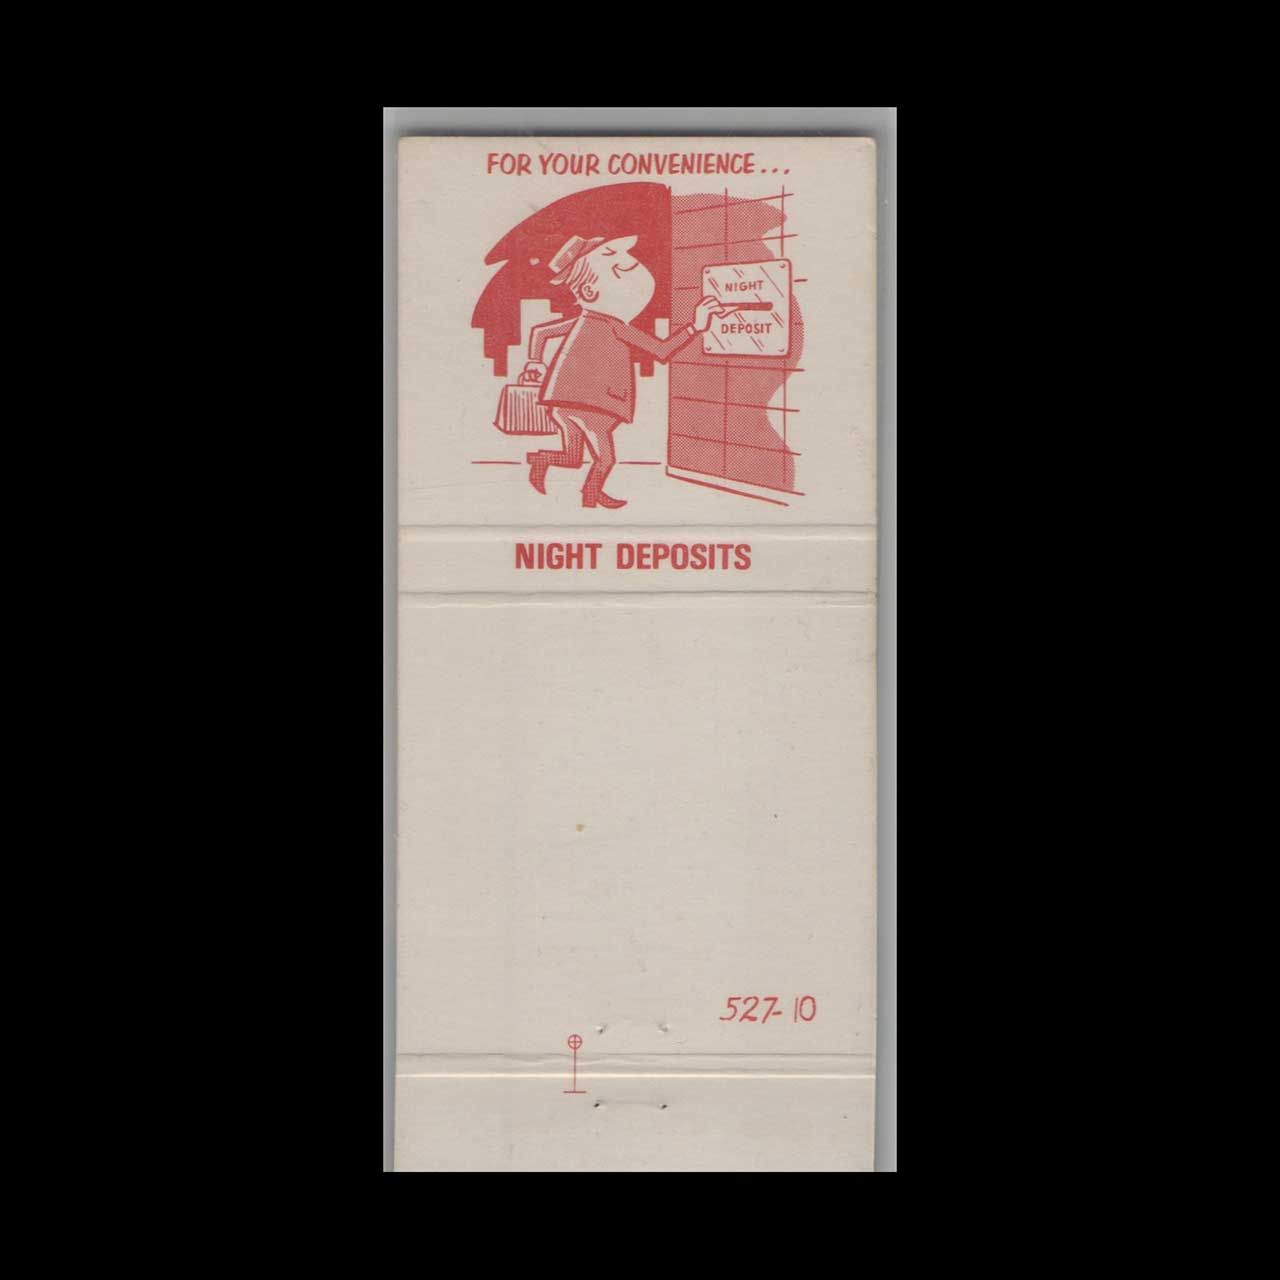 FOR YOUR CONVENIENCE...
NIGHT
DEPOSIT
NIGHT DEPOSITS
527-10